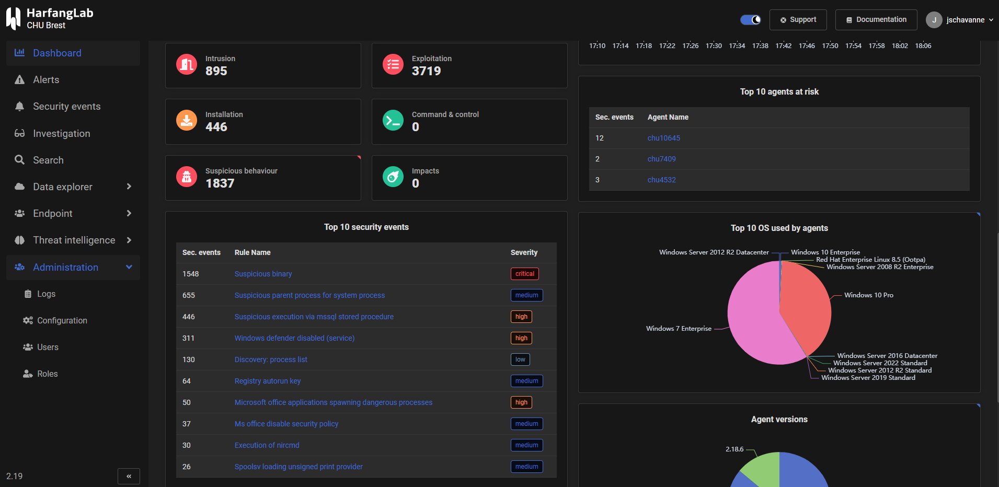 HarfangLab
CHU Brest
Support
Documentation
J
jschavanne
Dashboard
Alerts
Security events
Investigation
Search
Data explorer
Endpoint
Threat intelligence
Administration
Logs
Configuration
Users
Roles
2.19
«
Intrusion
895
Exploitation
3719
Installation
446
Command & control
0
Suspicious behaviour
1837
Impacts
0
Top 10 security events
Sec. events Rule Name Severity
1548 Suspicious binary critical
655 Suspicious parent process for system process medium
446 Suspicious execution via mssql stored procedure high
311 Windows defender disabled (service) high
130 Discovery: process list low
64 Registry autorun key medium
50 Microsoft office applications spawning dangerous processes high
37 Ms office disable security policy medium
30 Execution of nircmd medium
26 Spoolsv loading unsigned print provider medium
17:10 17:14 17:18 17:22 17:26 17:30 17:34 17:38 17:42 17:46 17:50 17:54 17:58 18:02 18:06
Top 10 agents at risk
Sec. events Agent Name
12 chu10645
2 chu7409
3 chu4532
Top 10 OS used by agents
Windows Server 2012 R2 Datacenter
Windows 10 Enterprise
Red Hat Enterprise Linux 8.5 (Ootpa)
Windows Server 2008 R2 Enterprise
Windows 10 Pro
Windows 7 Enterprise
Windows Server 2016 Datacenter
Windows Server 2022 Standard
Windows Server 2012 R2 Standard
Windows Server 2019 Standard
Agent versions
2.18.6